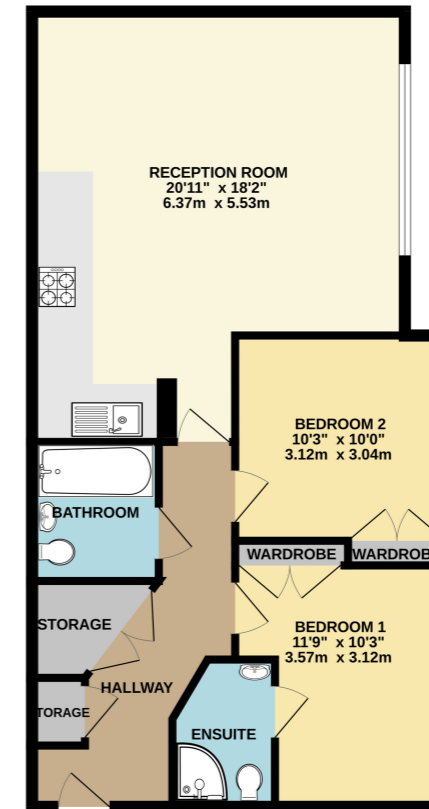 RECEPTION ROOM
20'11" x 18'2"
6.37m x 5.53m
BEDROOM 2
10'3" x 10'0"
3.12m x 3.04m
BATHROOM
WARDROBE
WARDROB
STORAGE
BEDROOM 1
11'9" x 10'3"
3.57m x 3.12m
HALLWAY
TORAGE
ENSUITE